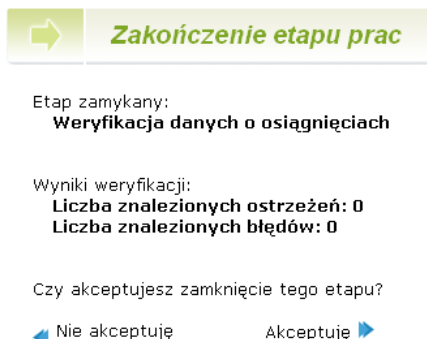 Zakończenie etapu prac
Etap zamykany:
Weryfikacja danych o osiągnięciach
Wyniki weryfikacji:
Liczba znalezionych ostrzeżeń: 0
Liczba znalezionych błędów: 0
Czy akceptujesz zamknięcie tego etapu?
Nie akceptuję Akceptuję